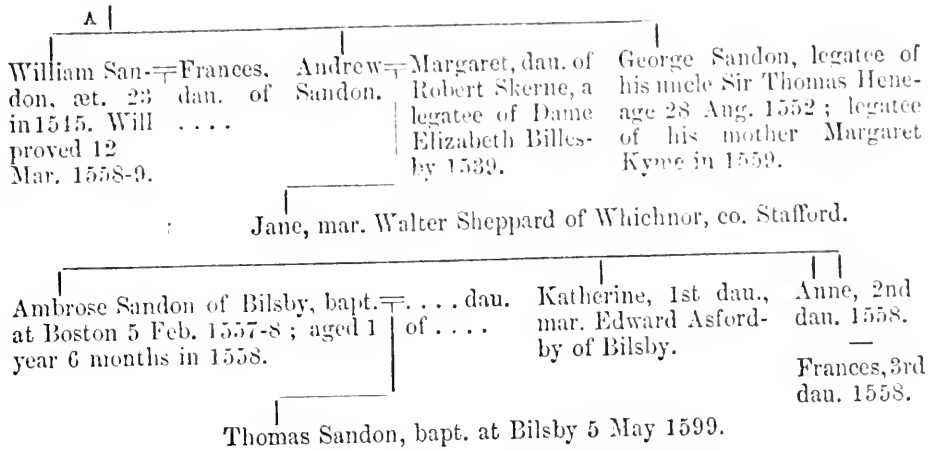 A
William San-
don, æt. 23
in 1545. Will
proved 12
Mar. 1558-9.
Frances,
dau. of
. . . .
Andrew
Sandon.
Margaret, dau. of
Robert Skerne, a
legatee of Dame
Elizabeth Billes-
by 1539.
George Sandon, legatee of
his uncle Sir Thomas Hene-
age 28 Aug. 1552 ; legatee
of his mother Margaret
Kyme in 1559.
Jane, mar. Walter Sheppard of Whichnor, co. Stafford.
Ambrose Sandon of Bilsby, bapt.
at Boston 5 Feb. 1557-8 ; aged 1
year 6 months in 1558.
. . . . dau.
of . . . .
Katherine, 1st dau.,
mar. Edward Asford-
by of Bilsby.
Anne, 2nd
dau. 1558.
—
Frances, 3rd
dau. 1558.
Thomas Sandon, bapt. at Bilsby 5 May 1599.